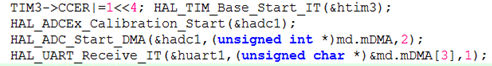 TIM3->CCER|=1<<4; HAL_TIM_Base_Start_IT(&htim3);
HAL_ADCEx_Calibration_Start(&hadc1);
HAL_ADC_Start_DMA(&hadc1,(unsigned int *)md.mDMA,2);
HAL_UART_Receive_IT(&huart1,(unsigned char *)&md.mDMA[3],1);